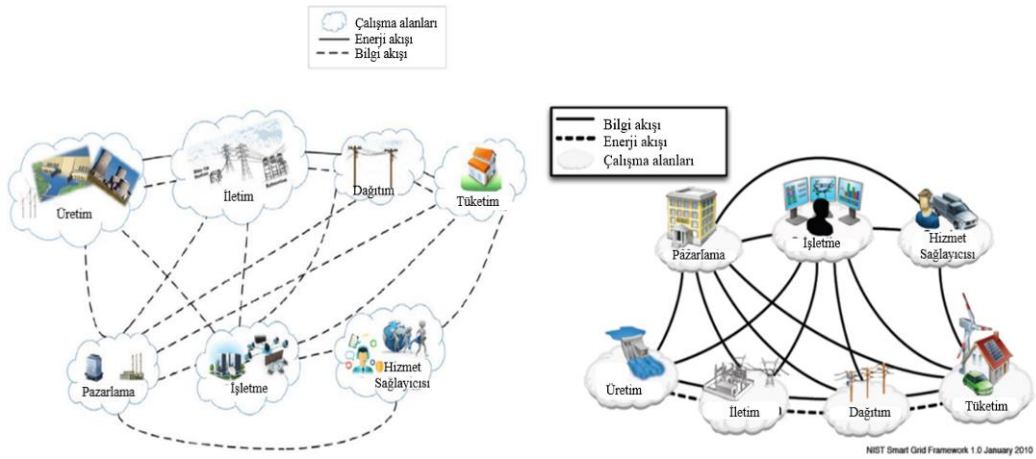 Çalışma alanları
Enerji akışı
Bilgi akışı
Üretim
İletim
Dağıtım
Tüketim
Pazarlama
İşletme
Hizmet
Sağlayıcısı
Bilgi akışı
Enerji akışı
Çalışma alanları
Pazarlama
İşletme
Hizmet
Sağlayıcısı
Üretim
İletim
Dağıtım
Tüketim
NIST Smart Grid Framework 1.0 January 2010